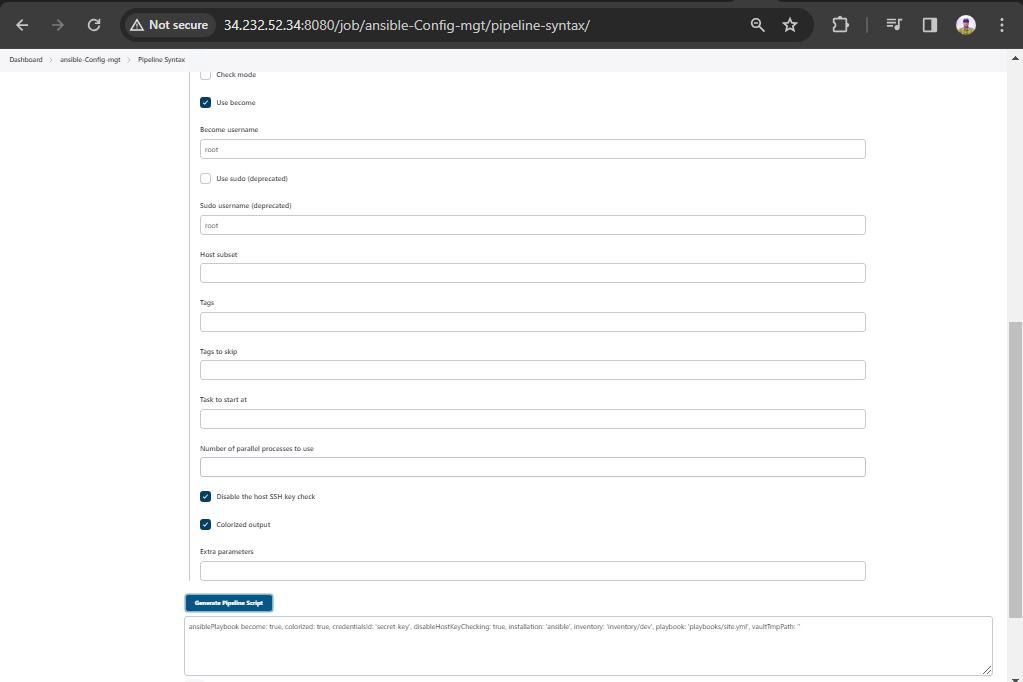 Not secure 34.232.52.34:8080/job/ansible-Config-mgt/pipeline-syntax/
Dashboard > ansible-Config-mgt > Pipeline Syntax
Check mode
Use become
Become username
root
Use sudo (deprecated)
Sudo username (deprecated)
root
Host subset
Tags
Tags to skip
Task to start at
Number of parallel processes to use
Disable the host SSH key check
Colorized output
Extra parameters
Generate Pipeline Script
ansiblePlaybook become: true, colorized: true, credentialsId: 'secret-key', disableHostKeyChecking: true, installation: 'ansible', inventory: 'inventory/dev', playbook: 'playbooks/site.yml', vaultTmpPath: ''